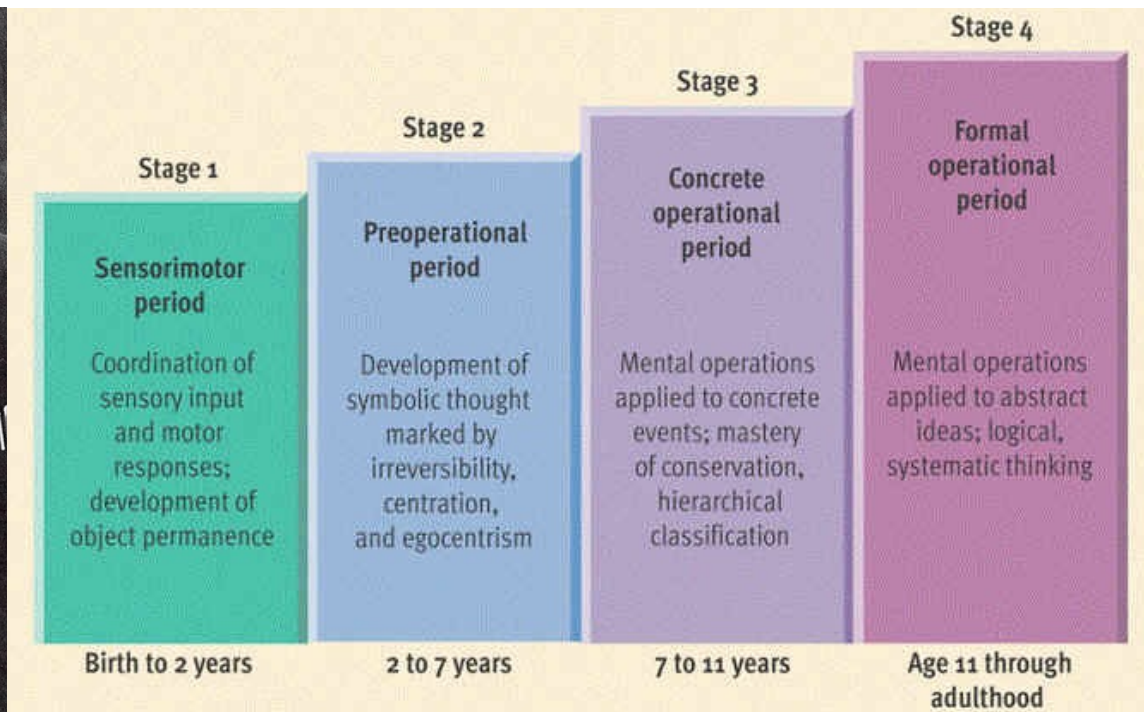 Stage 1
Sensorimotor
period
Coordination of
sensory input
and motor
responses;
development of
object permanence
Birth to 2 years
Stage 2
Preoperational
period
Development of
symbolic thought
marked by
irreversibility,
centration,
and egocentrism
2 to 7 years
Stage 3
Concrete
operational
period
Mental operations
applied to concrete
events; mastery
of conservation,
hierarchical
classification
7 to 11 years
Stage 4
Formal
operational
period
Mental operations
applied to abstract
ideas; logical,
systematic thinking
Age 11 through
adulthood